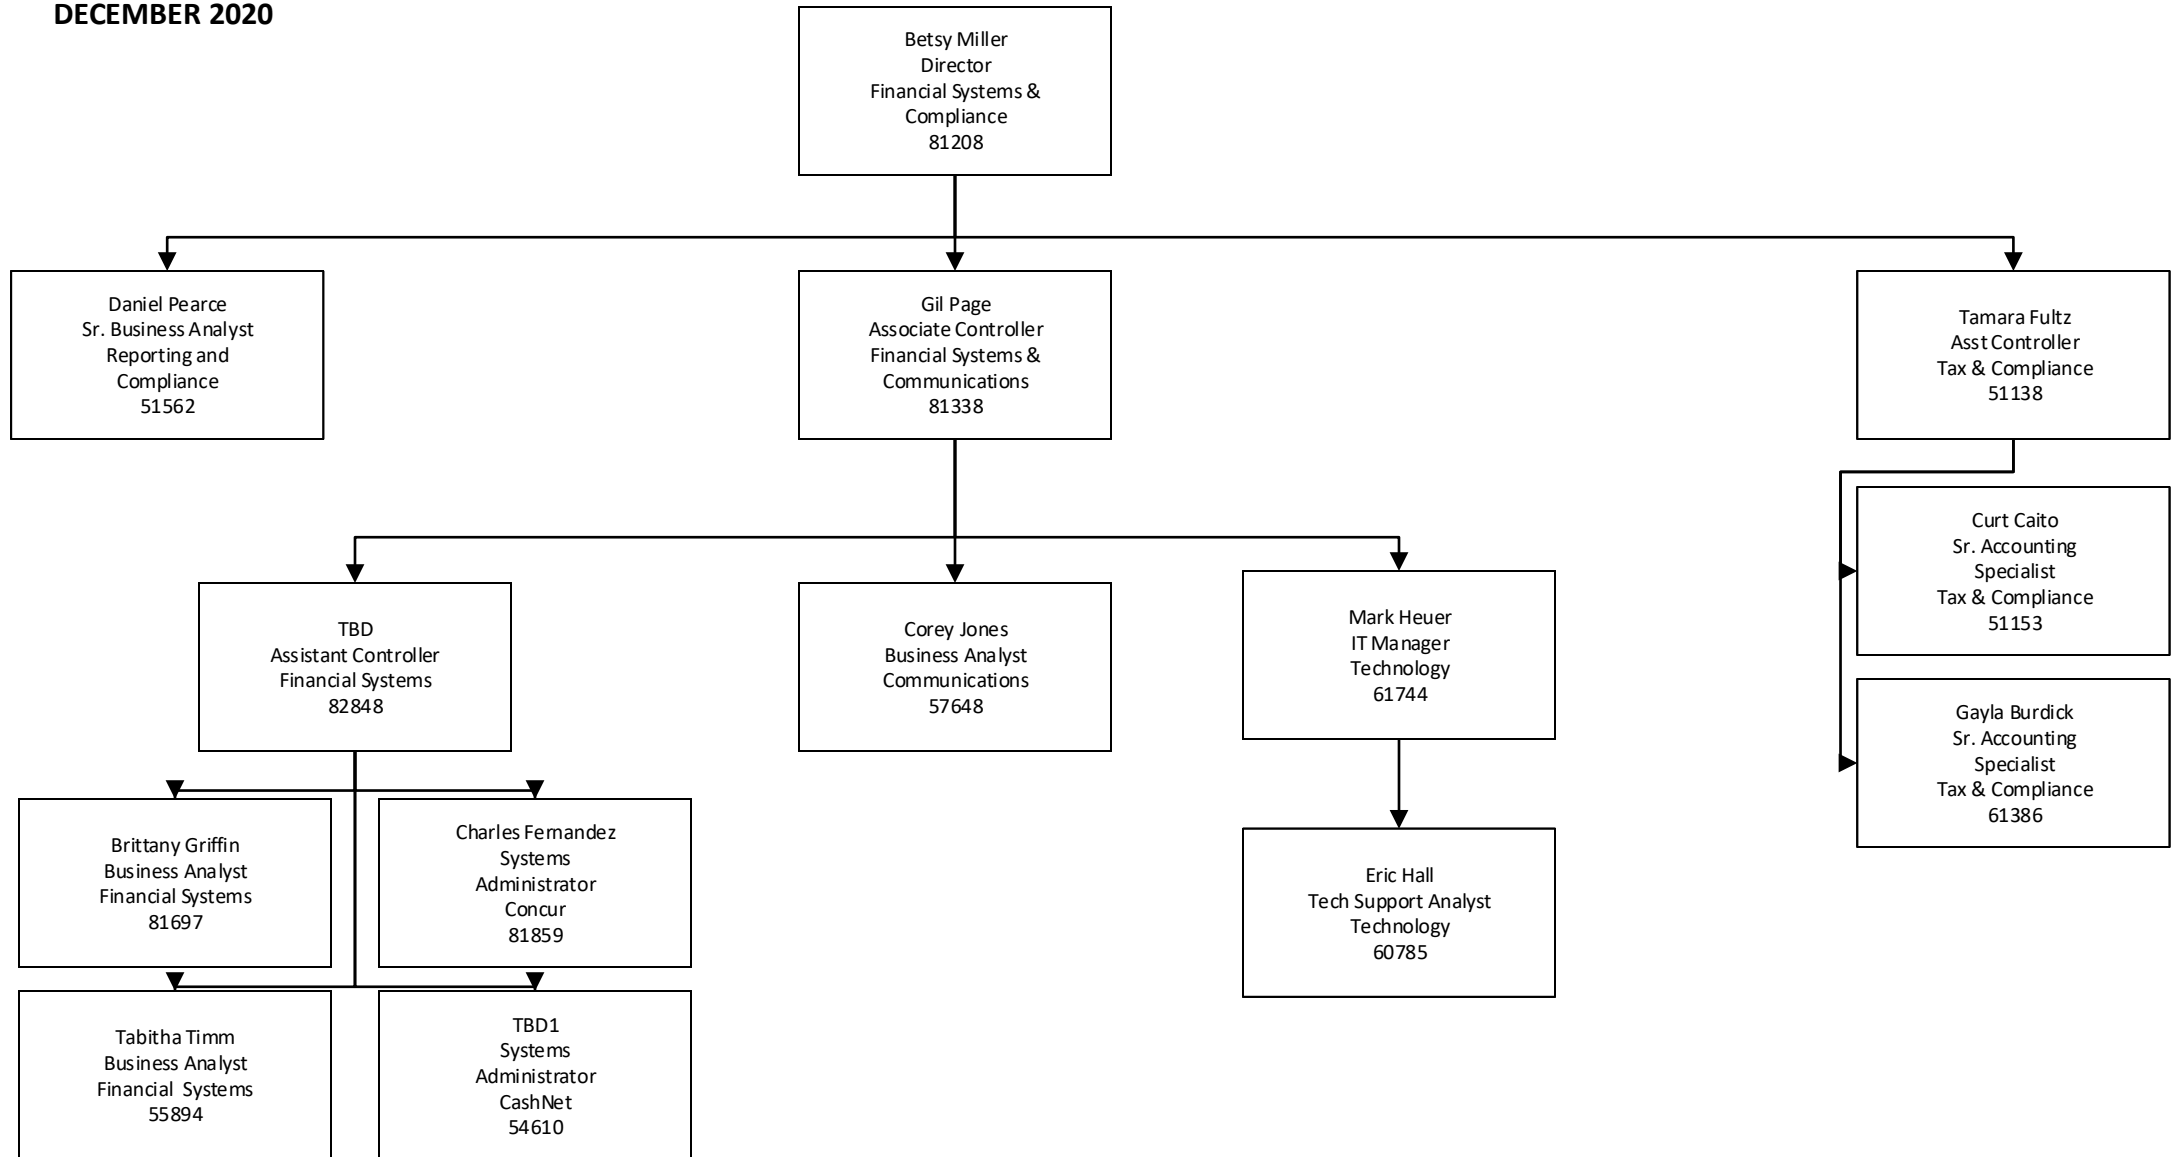 DECEMBER 2020
Betsy Miller
Director
Financial Systems &
Compliance
81208
Daniel Pearce
Sr. Business Analyst
Reporting and
Compliance
51562
Gil Page
Associate Controller
Financial Systems &
Communications
81338
Tamara Fultz
Asst Controller
Tax & Compliance
51138
Curt Caito
Sr. Accounting
Specialist
Tax & Compliance
51153
Gayla Burdick
Sr. Accounting
Specialist
Tax & Compliance
61386
TBD
Assistant Controller
Financial Systems
82848
Corey Jones
Business Analyst
Communications
57648
Mark Heuer
IT Manager
Technology
61744
Eric Hall
Tech Support Analyst
Technology
60785
Brittany Griffin
Business Analyst
Financial Systems
81697
Charles Fernandez
Systems
Administrator
Concur
81859
Tabitha Timm
Business Analyst
Financial Systems
55894
TBD1
Systems
Administrator
CashNet
54610